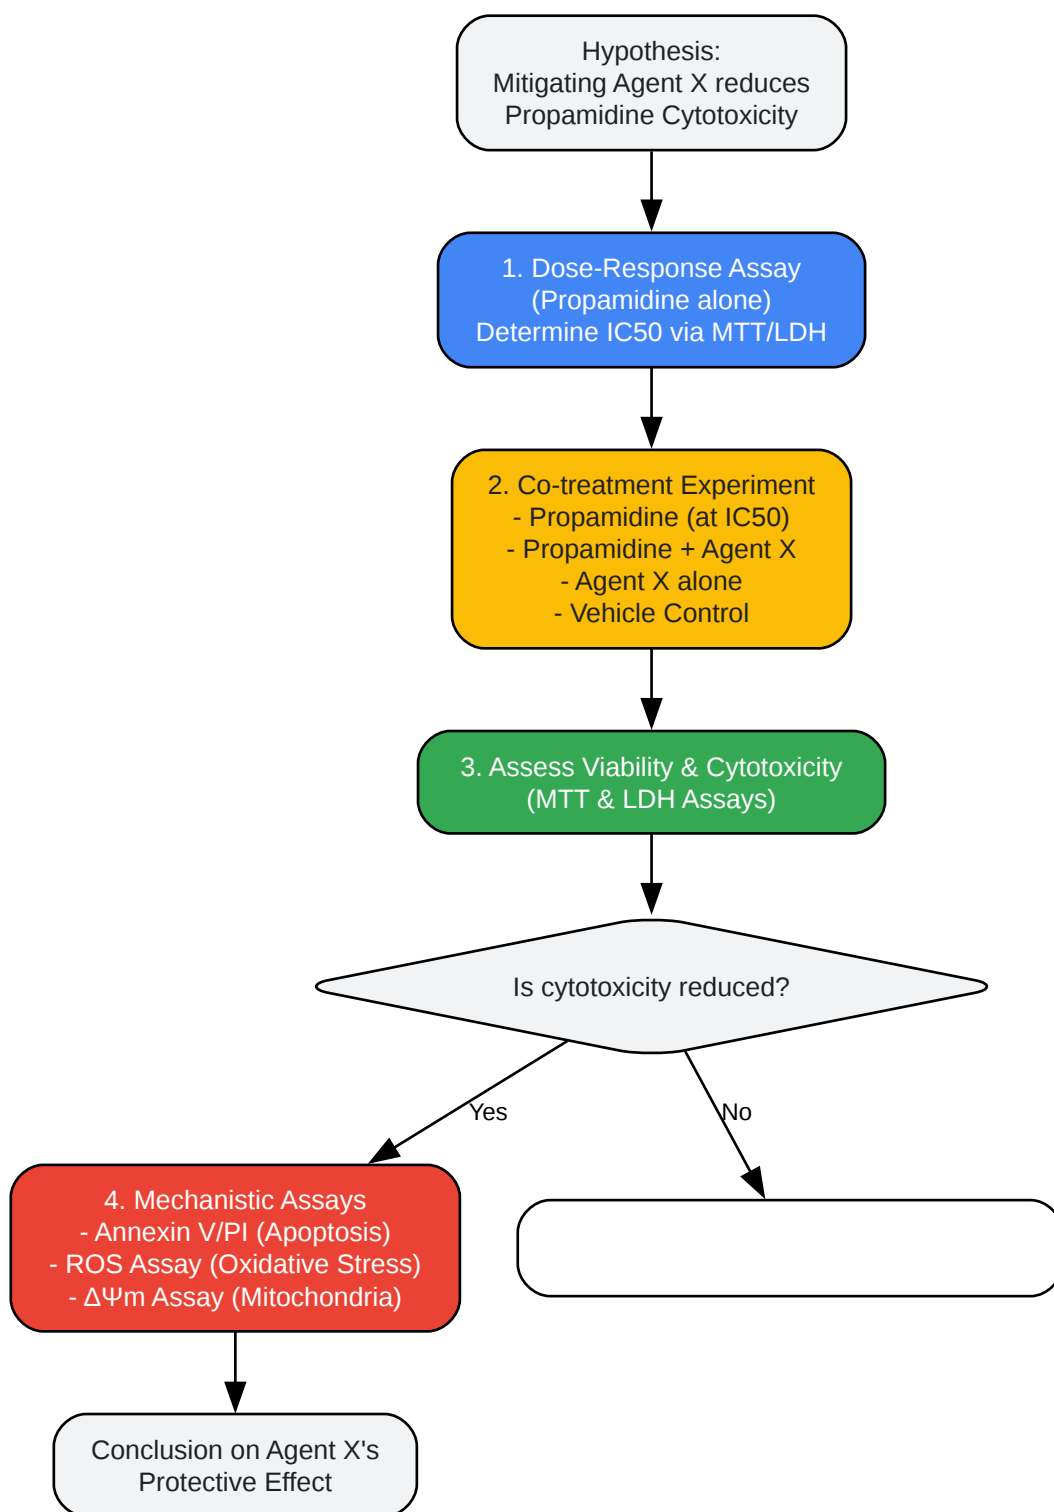 Hypothesis:
Mitigating Agent X reduces
Propamidine Cytotoxicity
1. Dose-Response Assay
(Propamidine alone)
Determine IC50 via MTT/LDH
2. Co-treatment Experiment
- Propamidine (at IC50)
- Propamidine + Agent X
- Agent X alone
- Vehicle Control
3. Assess Viability & Cytotoxicity
(MTT & LDH Assays)
Is cytotoxicity reduced?
Yes
No
4. Mechanistic Assays
- Annexin V/PI (Apoptosis)
- ROS Assay (Oxidative Stress)
- ΔΨm Assay (Mitochondria)
Conclusion on Agent X's
Protective Effect